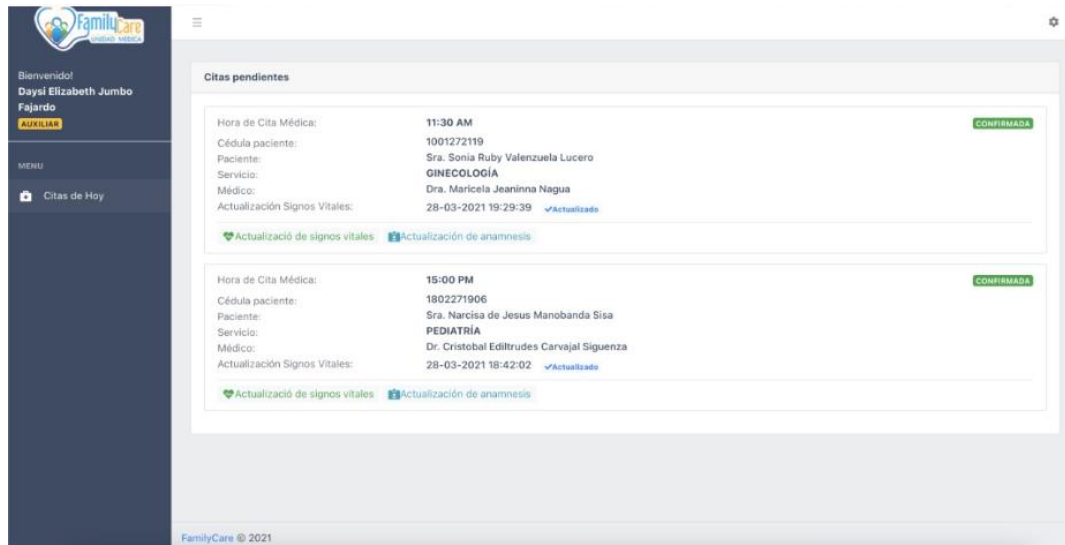 FamilyCare
UNIDAD MÉDICA
Bienvenido!
Daysi Elizabeth Jumbo
Fajardo
AUXILIAR
MENU
Citas de Hoy
Citas pendientes
Hora de Cita Médica: 11:30 AM CONFIRMADA
Cédula paciente: 1001272119
Paciente: Sra. Sonia Ruby Valenzuela Lucero
Servicio: GINECOLOGÍA
Médico: Dra. Maricela Jeaninna Nagua
Actualización Signos Vitales: 28-03-2021 19:29:39 Actualizado
Actualizació de signos vitales Actualización de anamnesis
Hora de Cita Médica: 15:00 PM CONFIRMADA
Cédula paciente: 1802271906
Paciente: Sra. Narcisa de Jesus Manobanda Sisa
Servicio: PEDIATRÍA
Médico: Dr. Cristobal Ediltrudes Carvajal Siguenza
Actualización Signos Vitales: 28-03-2021 18:42:02 Actualizado
Actualizació de signos vitales Actualización de anamnesis
FamilyCare © 2021